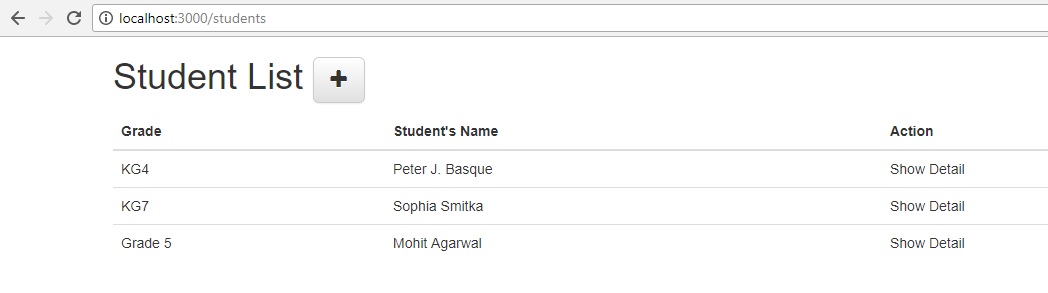 localhost:3000/students
Student List
Grade Student's Name Action
KG4 Peter J. Basque Show Detail
KG7 Sophia Smitka Show Detail
Grade 5 Mohit Agarwal Show Detail